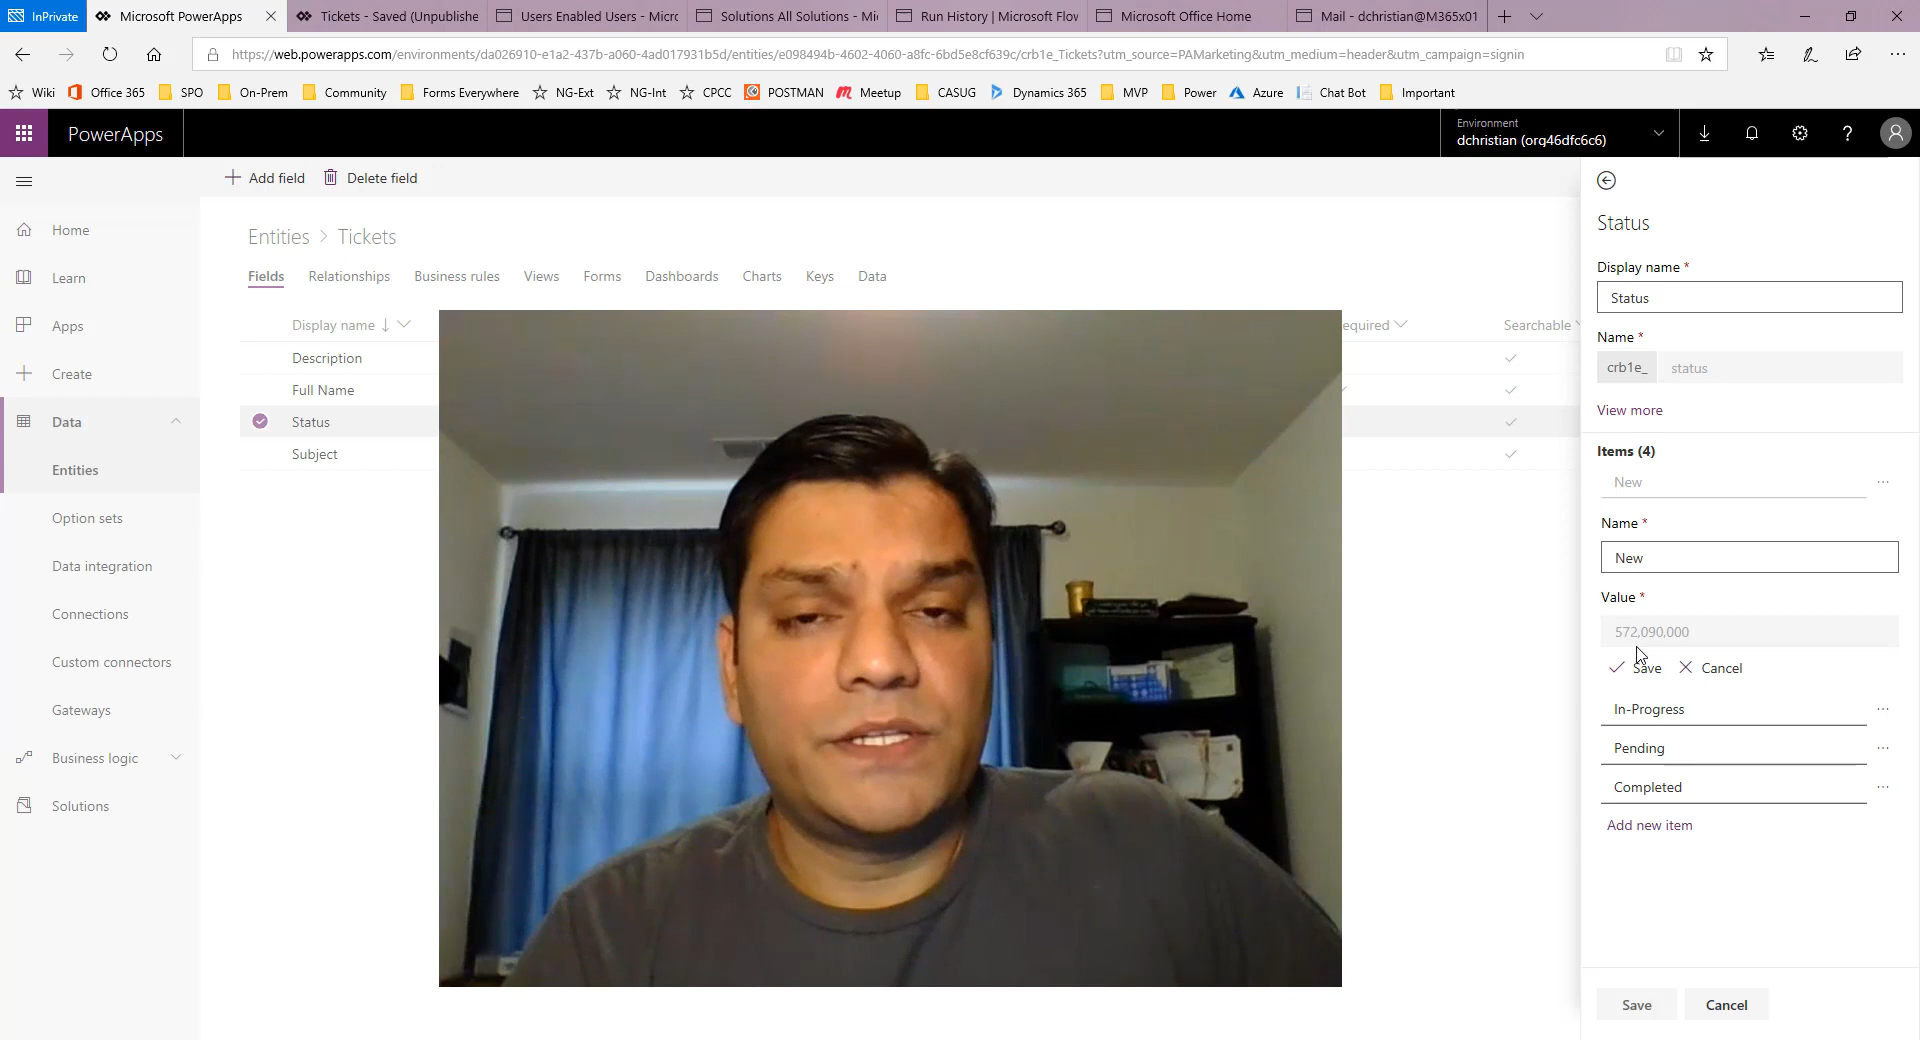 InPrivate
Microsoft PowerApps
Tickets - Saved (Unpublishe
Users Enabled Users - Micro
Solutions All Solutions - Mi
Run History | Microsoft Flov
Microsoft Office Home
Mail - dchristian@M365x01
https://web.powerapps.com/environments/da026910-e1a2-437b-a060-4ad017931b5d/entities/e098494b-4602-4060-a8fc-6bd5e8cf639c/crb1e_Tickets?utm_source=PAMarketing&utm_medium=header&utm_campaign=signin
Wiki
Office 365
SPO
On-Prem
Community
Forms Everywhere
NG-Ext
NG-Int
CPCC
POSTMAN
Meetup
CASUG
Dynamics 365
MVP
Power
Azure
Chat Bot
Important
PowerApps
Environment
dchristian (org46dfc6c6)
Home
Learn
Apps
Create
Data
Entities
Option sets
Data integration
Connections
Custom connectors
Gateways
Business logic
Solutions
Add field
Delete field
Entities > Tickets
Fields
Relationships
Business rules
Views
Forms
Dashboards
Charts
Keys
Data
Display name
equired
Searchable
Description
Full Name
Status
Subject
Status
Display name *
Status
Name *
crb1e_
status
View more
Items (4)
New
Name *
New
Value *
572,090,000
Save
Cancel
In-Progress
Pending
Completed
Add new item
Save
Cancel